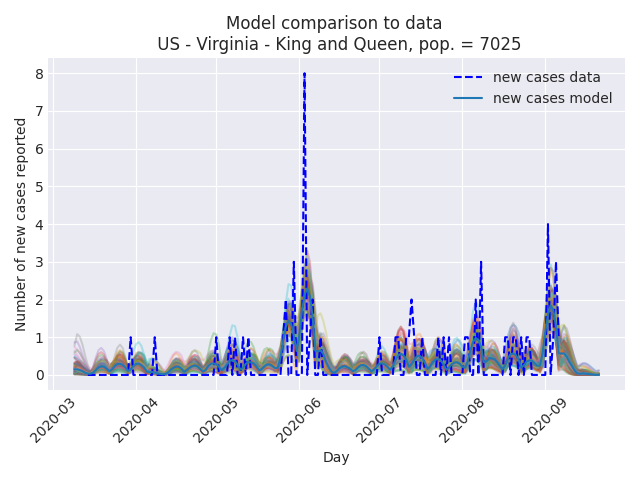 Model comparison to data
US - Virginia - King and Queen, pop. = 7025
new cases data
new cases model
8
7
6
5
4
3
2
1
0
Number of new cases reported
2020-03
2020-04
2020-05
2020-06
2020-07
2020-08
2020-09
Day